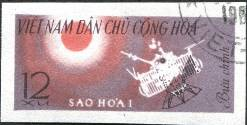 VIỆT NAM DÂN CHỦ CỘNG HÒA
12
XU
SAO HỎA I
Bưu chính